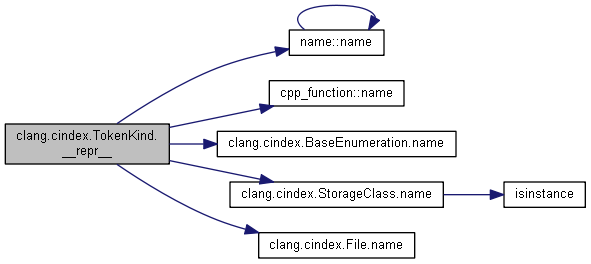 name::name
cpp_function::name
clang.cindex.TokenKind.
__repr__
clang.cindex.BaseEnumeration.name
clang.cindex.StorageClass.name
isinstance
clang.cindex.File.name